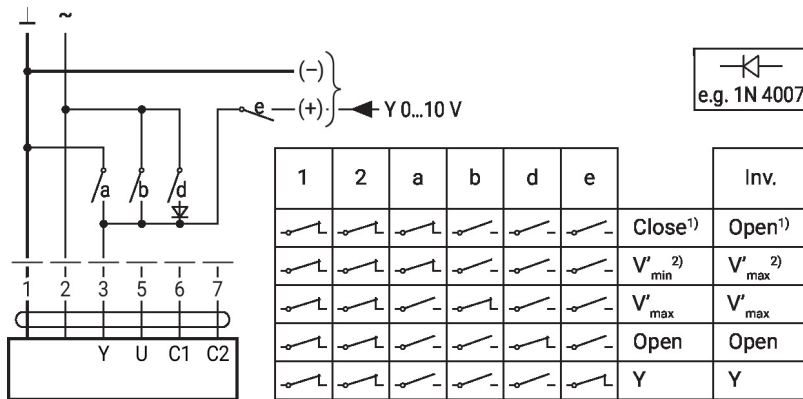 ⊥ ~
(−)
e (+) Y 0...10 V
e.g. 1N 4007
a b d
1 2 3 5 6 7
Y U C1 C2
1 2 a b d e Inv.
Close¹⁾ Open¹⁾
V'min²⁾ V'max²⁾
V'max V'max
Open Open
Y Y